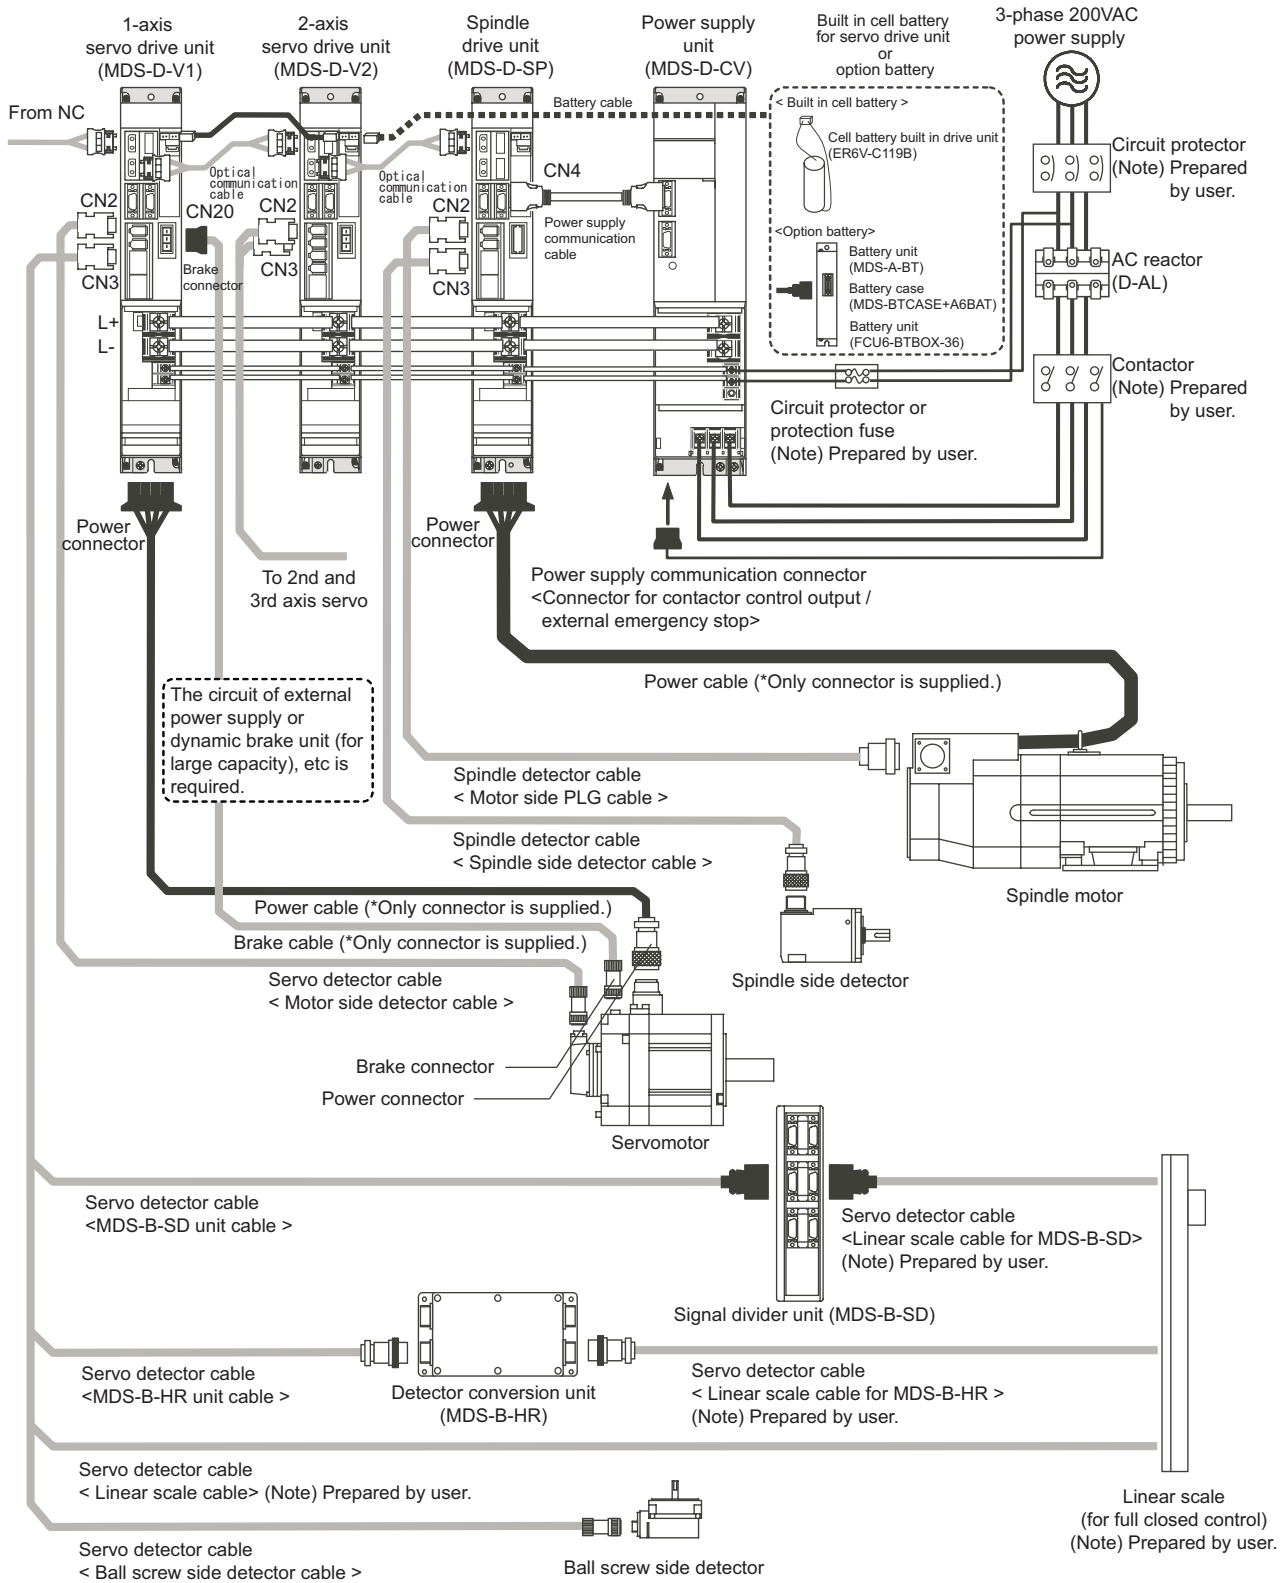 1-axis
servo drive unit
(MDS-D-V1)
2-axis
servo drive unit
(MDS-D-V2)
Spindle
drive unit
(MDS-D-SP)
Power supply
unit
(MDS-D-CV)
Built in cell battery
for servo drive unit
or
option battery
3-phase 200VAC
power supply
From NC
Battery cable
< Built in cell battery >
Cell battery built in drive unit
(ER6V-C119B)
<Option battery>
Battery unit
(MDS-A-BT)
Battery case
(MDS-BTCASE+A6BAT)
Battery unit
(FCU6-BTBOX-36)
Circuit protector
(Note) Prepared
by user.
Optical
communication
cable
Optical
communication
cable
CN4
CN2
CN20
CN2
CN2
Power supply
communication
cable
CN3
Brake
connector
CN3
CN3
AC reactor
(D-AL)
L+
L-
Contactor
(Note) Prepared
by user.
Circuit protector or
protection fuse
(Note) Prepared by user.
Power
connector
Power
connector
To 2nd and
3rd axis servo
Power supply communication connector
<Connector for contactor control output /
external emergency stop>
Power cable (*Only connector is supplied.)
The circuit of external
power supply or
dynamic brake unit (for
large capacity), etc is
required.
Spindle detector cable
< Motor side PLG cable >
Spindle detector cable
< Spindle side detector cable >
Spindle motor
Power cable (*Only connector is supplied.)
Brake cable (*Only connector is supplied.)
Servo detector cable
< Motor side detector cable >
Spindle side detector
Brake connector
Power connector
Servomotor
Servo detector cable
<MDS-B-SD unit cable >
Servo detector cable
<Linear scale cable for MDS-B-SD>
(Note) Prepared by user.
Signal divider unit (MDS-B-SD)
Servo detector cable
<MDS-B-HR unit cable >
Detector conversion unit
(MDS-B-HR)
Servo detector cable
< Linear scale cable for MDS-B-HR >
(Note) Prepared by user.
Servo detector cable
< Linear scale cable> (Note) Prepared by user.
Linear scale
(for full closed control)
(Note) Prepared by user.
Servo detector cable
< Ball screw side detector cable >
Ball screw side detector